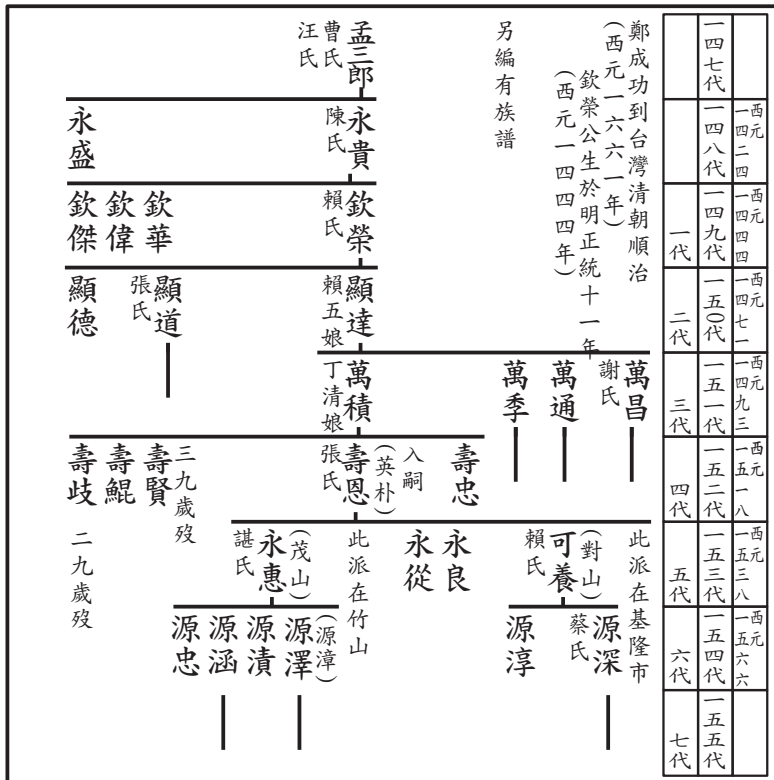 一四七代
一四八代
西元一四二四
一代
一四九代
西元一四四四
二代
一五〇代
西元一四七一
三代
一五一代
西元一四九三
四代
一五二代
西元一五一八
五代
一五三代
西元一五三八
六代
一五四代
西元一五六六
七代
一五五代
鄭成功到台灣清朝順治
(西元一六六一年)
欽榮公生於明正統十一年
(西元一四四四年)
另編有族譜
孟三郎
曹氏
汪氏
永貴
陳氏
永盛
欽榮
賴氏
欽華
欽偉
欽傑
顯達
賴五娘
顯道
張氏
顯德
萬昌
謝氏
萬通
萬季
萬積
丁清娘
壽忠
入嗣
(英朴)
壽恩
張氏
三九歲歿
壽賢
壽鯤
壽歧
二九歲歿
此派在基隆市
(對山)
可養
賴氏
永良
永從
此派在竹山
(茂山)
永惠
諶氏
源深
蔡氏
源淳
(源漳)
源澤
源漬
源涵
源忠